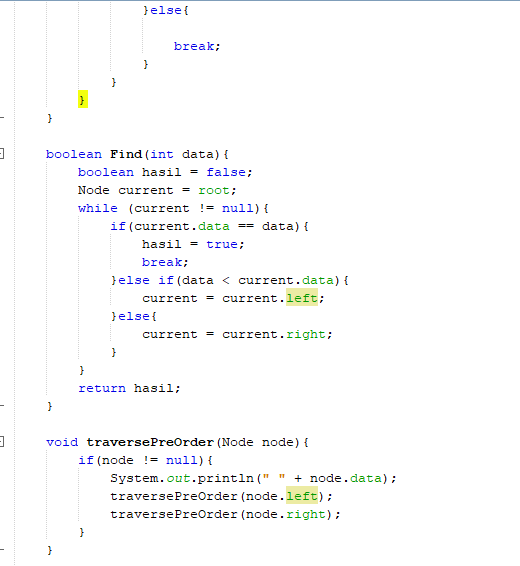 }else{
break;
}
}
}
}
boolean Find(int data){
boolean hasil = false;
Node current = root;
while (current != null){
if(current.data == data){
hasil = true;
break;
}else if(data < current.data){
current = current.left;
}else{
current = current.right;
}
}
return hasil;
}
void traversePreOrder(Node node){
if(node != null){
System.out.println(" " + node.data);
traversePreOrder(node.left);
traversePreOrder(node.right);
}
}